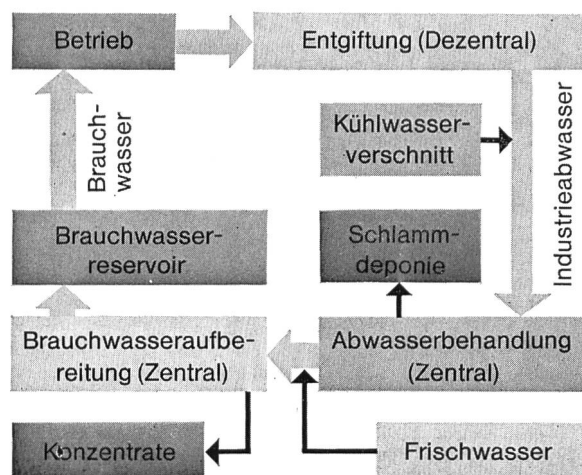 Betrieb
Entgiftung (Dezentral)
Kühlwasser-
verschnitt
Brauch-
wasser
Industrieabwasser
Brauchwasser-
reservoir
Schlamm-
deponie
Brauchwasseraufbe-
reitung (Zentral)
Abwasserbehandlung
(Zentral)
Konzentrate
Frischwasser